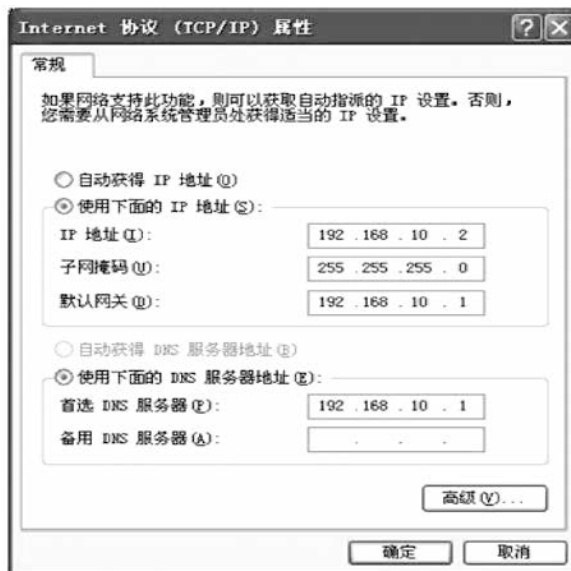 Internet 协议 (TCP/IP) 属性
常规
如果网络支持此功能，则可以获取自动指派的 IP 设置。否则，
您需要从网络系统管理员处获得适当的 IP 设置。
自动获得 IP 地址(O)
使用下面的 IP 地址(S):
IP 地址(I): 192 .168 . 10 . 2
子网掩码(U): 255 .255 .255 . 0
默认网关(D): 192 .168 . 10 . 1
自动获得 DNS 服务器地址(B)
使用下面的 DNS 服务器地址(E):
首选 DNS 服务器(P): 192 .168 . 10 . 1
备用 DNS 服务器(A): . . .
高级(V)...
确定 取消